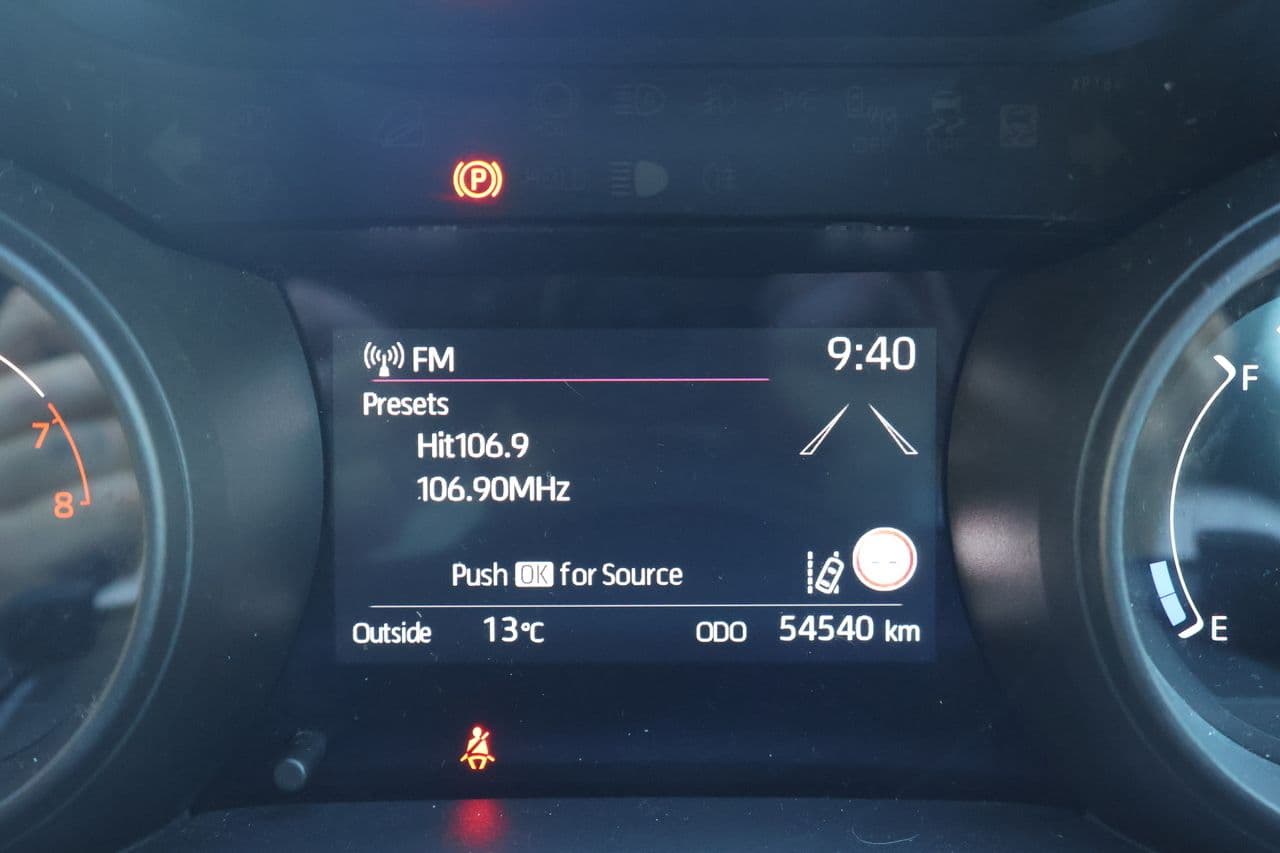 P
FM
9:40
Presets
Hit106.9
106.90MHz
Push OK for Source
Outside 13°C ODO 54540 km
7
8
F
E